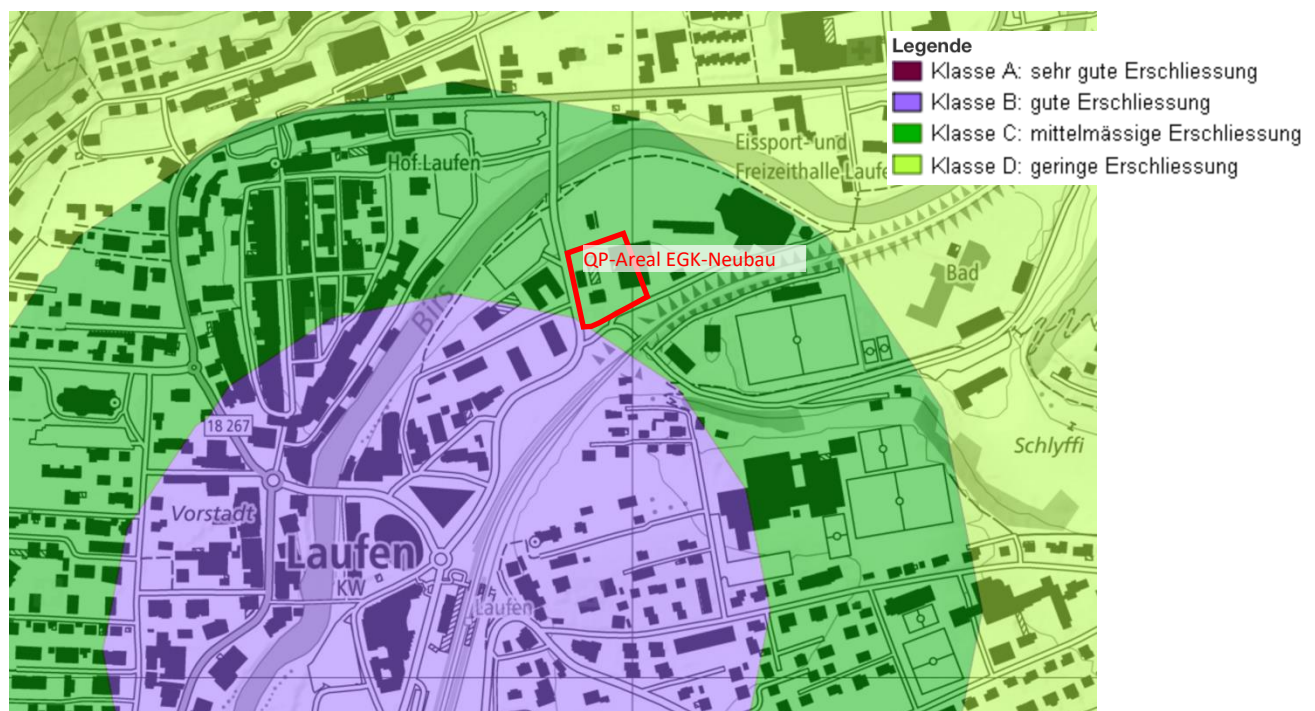 Legende
Klasse A: sehr gute Erschliessung
Klasse B: gute Erschliessung
Klasse C: mittelmässige Erschliessung
Klasse D: geringe Erschliessung
Eissport- und
Freizeithalle Laufe
Hof.Laufen
QP-Areal EGK-Neubau
Bad
Birs
18 267
Schlyffi
Vorstadt
Laufen
KW
Laufen